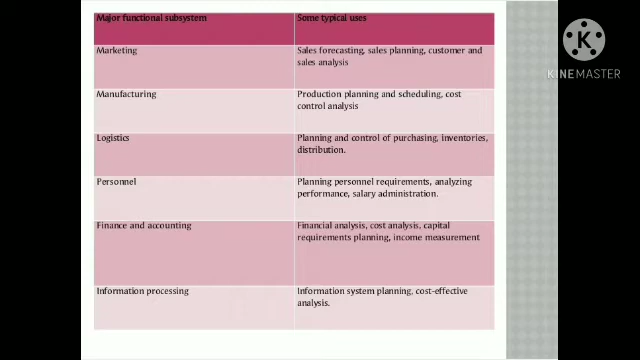 Major functional subsystem
Some typical uses
Marketing
Sales forecasting, sales planning, customer and
sales analysis
Manufacturing
Production planning and scheduling, cost
control analysis
Logistics
Planning and control of purchasing, inventories,
distribution.
Personnel
Planning personnel requirements, analyzing
performance, salary administration.
Finance and accounting
Financial analysis, cost analysis, capital
requirements planning, income measurement
Information processing
Information system planning, cost-effective
analysis.
K
KINEMASTER